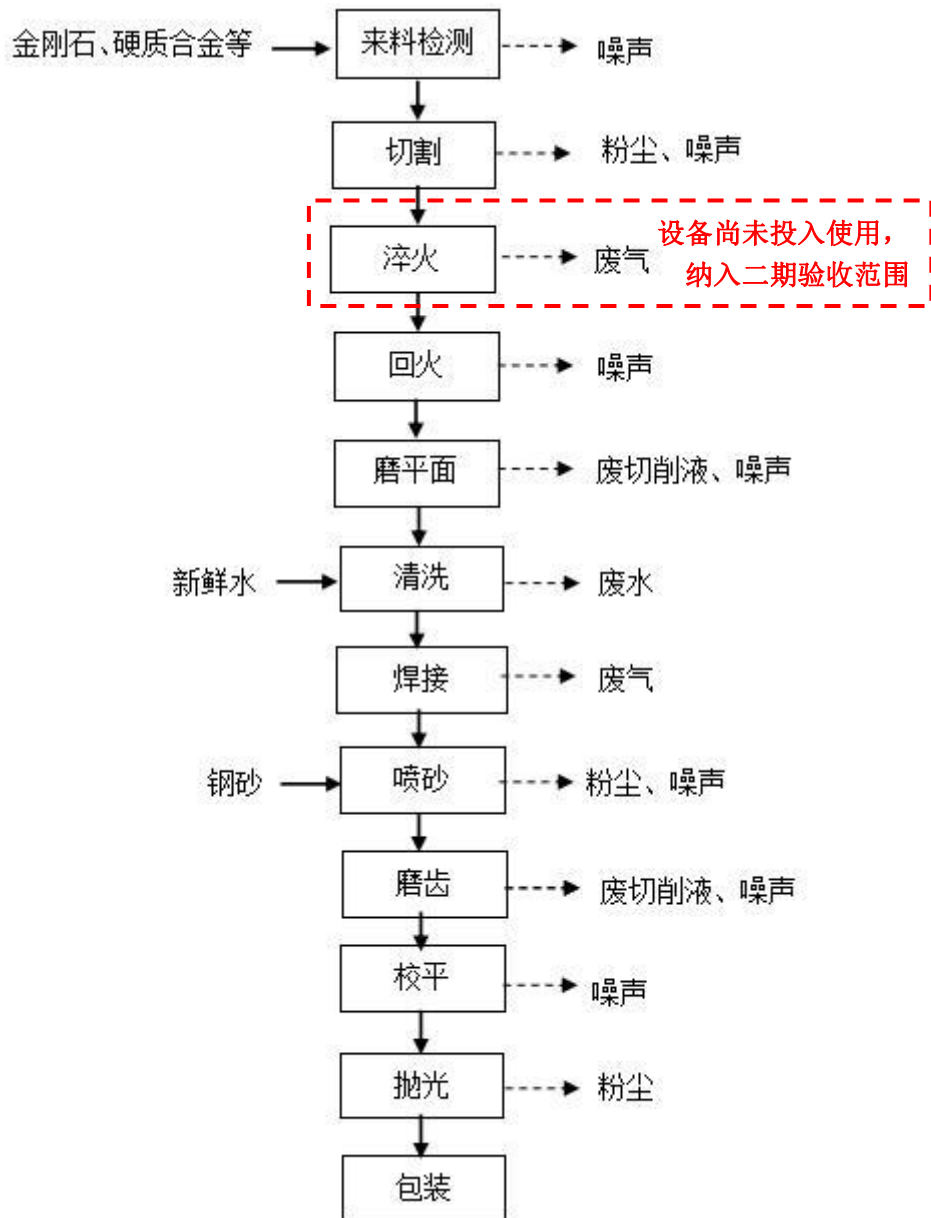 金刚石、硬质合金等
来料检测
噪声
切割
粉尘、噪声
淬火
废气
设备尚未投入使用，
纳入二期验收范围
回火
噪声
磨平面
废切削液、噪声
新鲜水
清洗
废水
焊接
废气
钢砂
喷砂
粉尘、噪声
磨齿
废切削液、噪声
校平
噪声
抛光
粉尘
包装